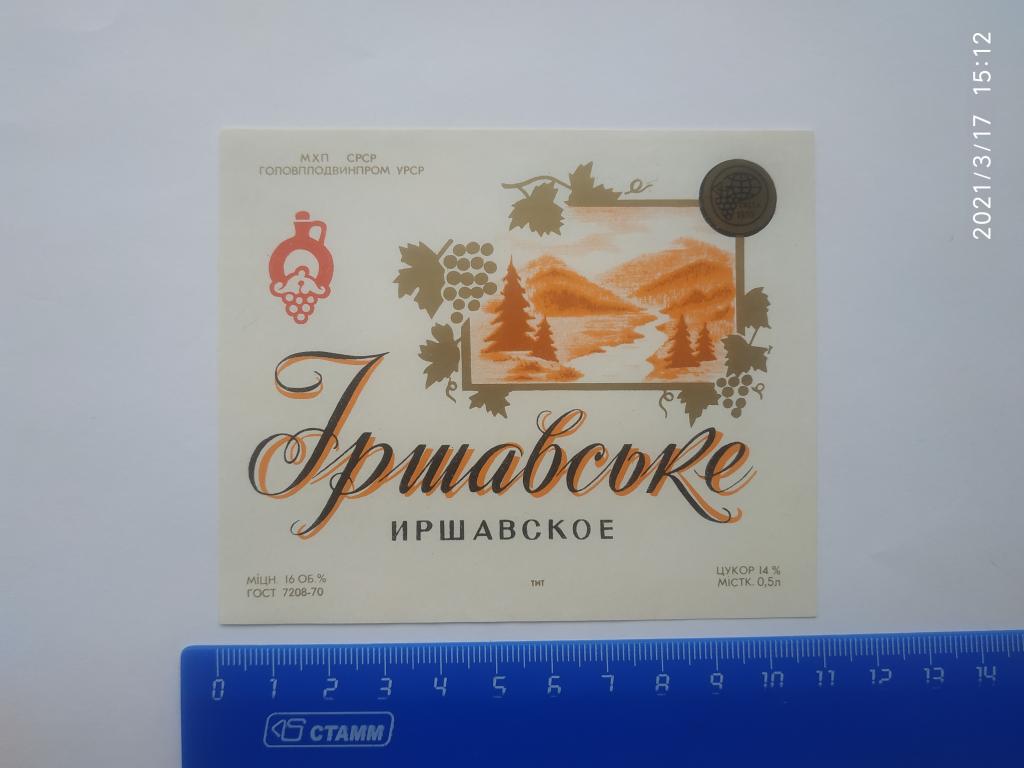 2021/3/17 15:12
МХП СРСР
ГОЛОВПЛОДВИНПРОМ УРСР
Іршавське
ИРШАВСКОЕ
МІЦН. 16 ОБ.%
ГОСТ 7208-70
ТМТ
ЦУКОР 14 %
МІСТК. 0,5л
0 1 2 3 4 5 6 7 8 9 10 11 12 13 14
СТАММ